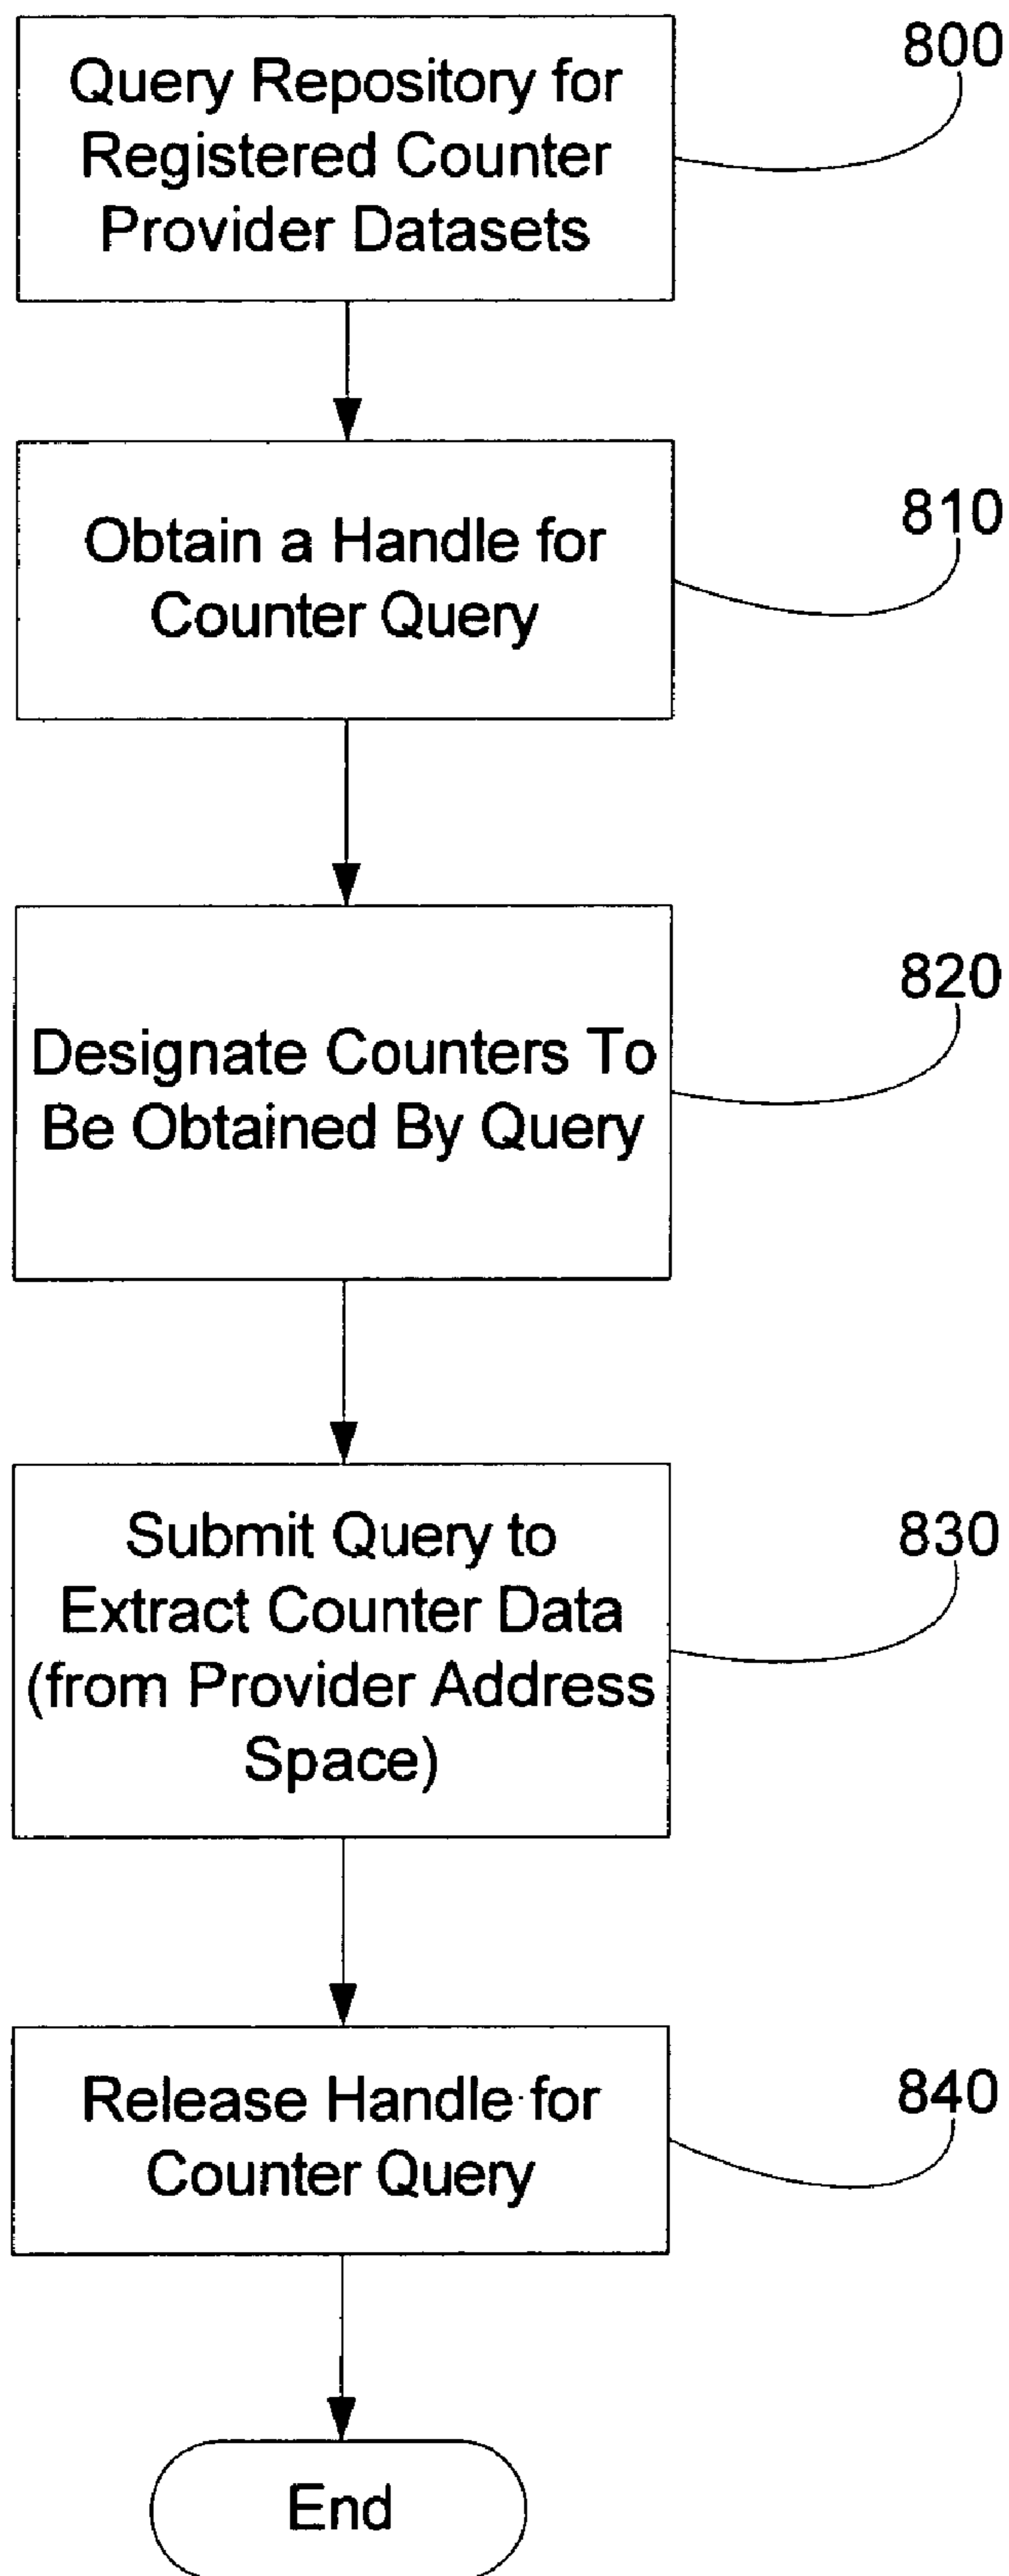 Query Repository for
Registered Counter
Provider Datasets
800
Obtain a Handle for
Counter Query
810
Designate Counters To
Be Obtained By Query
820
Submit Query to
Extract Counter Data
(from Provider Address
Space)
830
Release Handle for
Counter Query
840
End